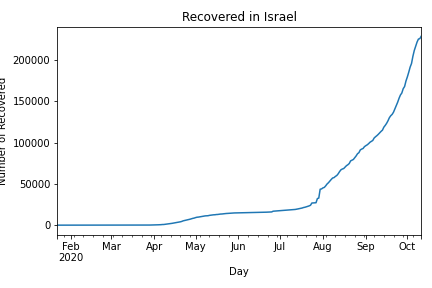 Recovered in Israel
Number of Recovered
200000
150000
100000
50000
0
Feb Mar Apr May Jun Jul Aug Sep Oct
2020
Day